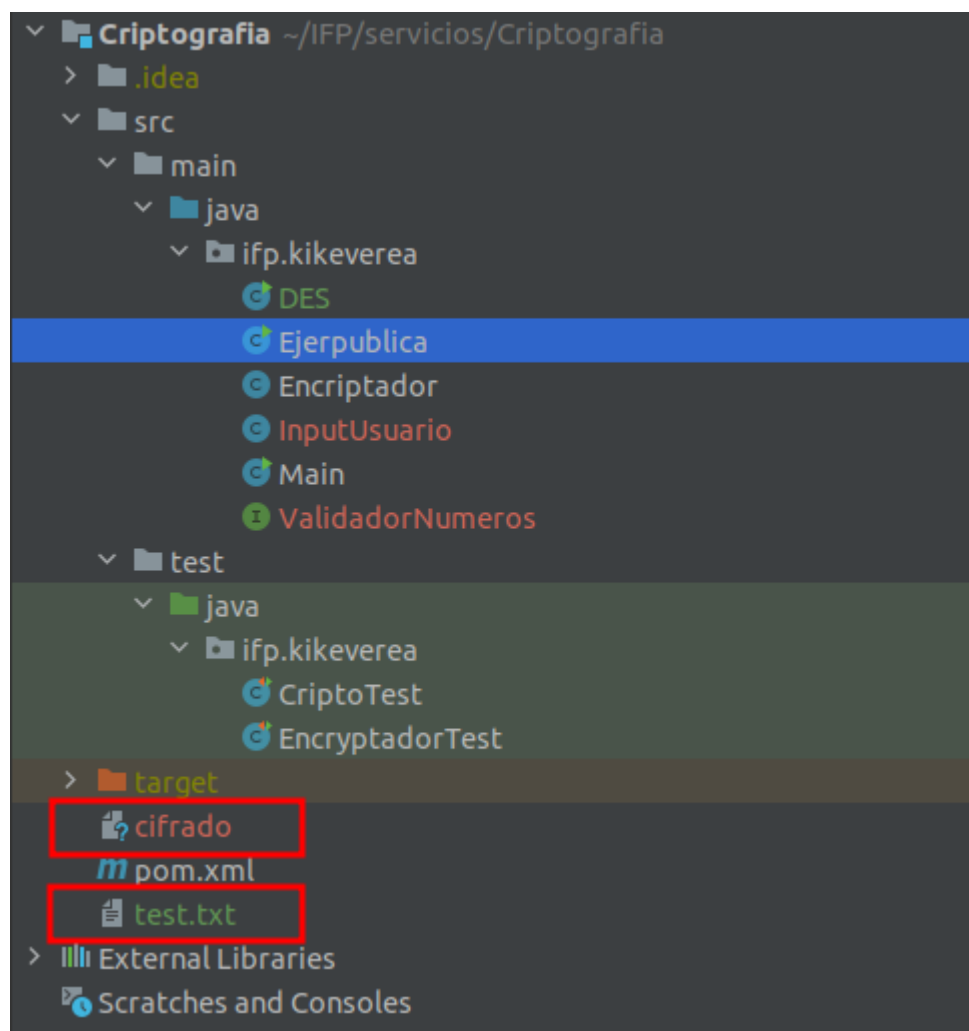 Criptografia ~/IFP/servicios/Criptografia
.idea
src
main
java
ifp.kikeverea
DES
Ejerpublica
Encriptador
InputUsuario
Main
ValidadorNumeros
test
java
ifp.kikeverea
CriptoTest
EncryptadorTest
target
cifrado
pom.xml
test.txt
External Libraries
Scratches and Consoles